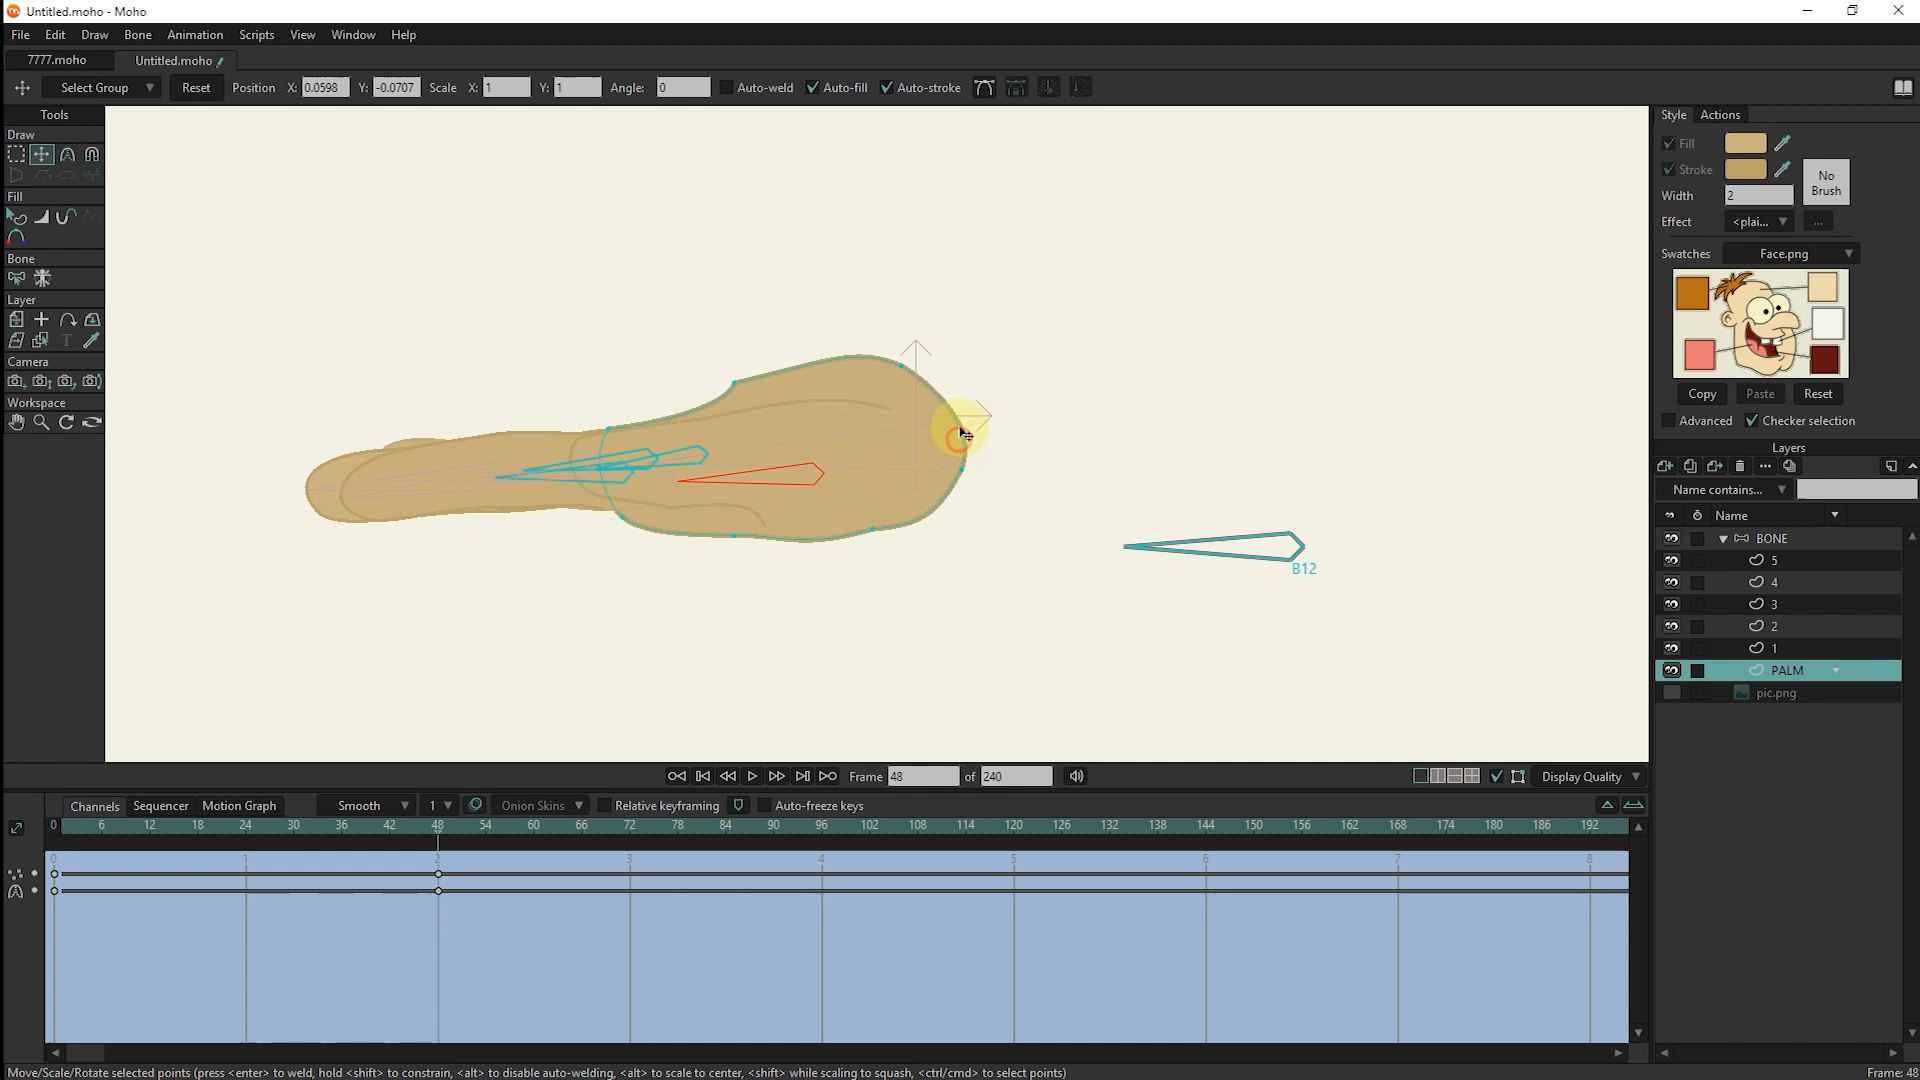 Untitled.moho - Moho
File Edit Draw Bone Animation Scripts View Window Help
7777.moho Untitled.moho
Select Group Reset Position X: 0.0598 Y: -0.0707 Scale X: 1 Y: 1 Angle: 0 Auto-weld Auto-fill Auto-stroke
Tools
Draw
Fill
Bone
Layer
T
Camera
Workspace
B12
Style Actions
Fill
Stroke
No Brush
Width 2
Effect <plai... ...
Swatches Face.png
Copy Paste Reset
Advanced Checker selection
Layers
Name contains...
Name
BONE
5
4
3
2
1
PALM
pic.png
Frame 48 of 240 Display Quality
Channels Sequencer Motion Graph Smooth 1 Onion Skins Relative keyframing Auto-freeze keys
0 6 12 18 24 30 36 42 48 54 60 66 72 78 84 90 96 102 108 114 120 126 132 138 144 150 156 162 168 174 180 186 192
0 1 2 3 4 5 6 7 8
Move/Scale/Rotate selected points (press <enter> to weld, hold <shift> to constrain, <alt> to disable auto-welding, <alt> to scale to center, <shift> while scaling to squash, <ctrl/cmd> to select points) Frame: 48